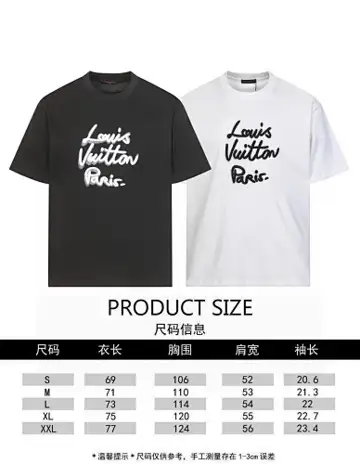 Louis
Vuitton
Paris.
Louis
Vuitton
Paris.
PRODUCT SIZE
尺码信息
尺码 衣长 胸围 肩宽 袖长
S 69 106 52 20.6
M 71 110 53 21.3
L 73 114 54 22
XL 75 120 55 22.7
XXL 77 124 56 23.4
*温馨提示*尺码仅供参考，手工测量存在1-3cm误差